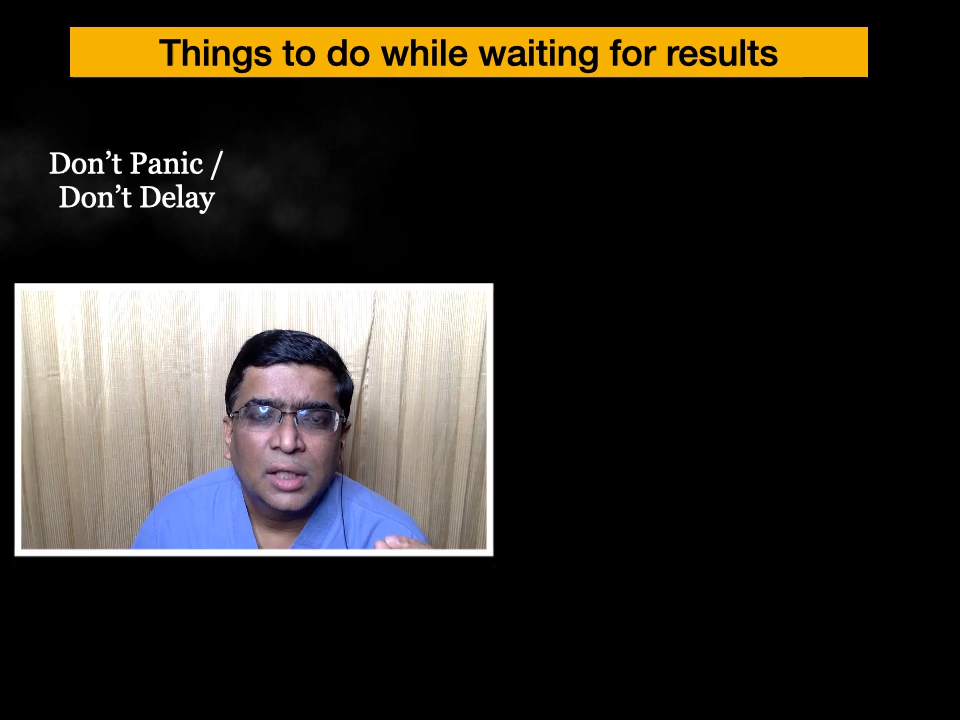 Things to do while waiting for results
Don’t Panic /
Don’t Delay